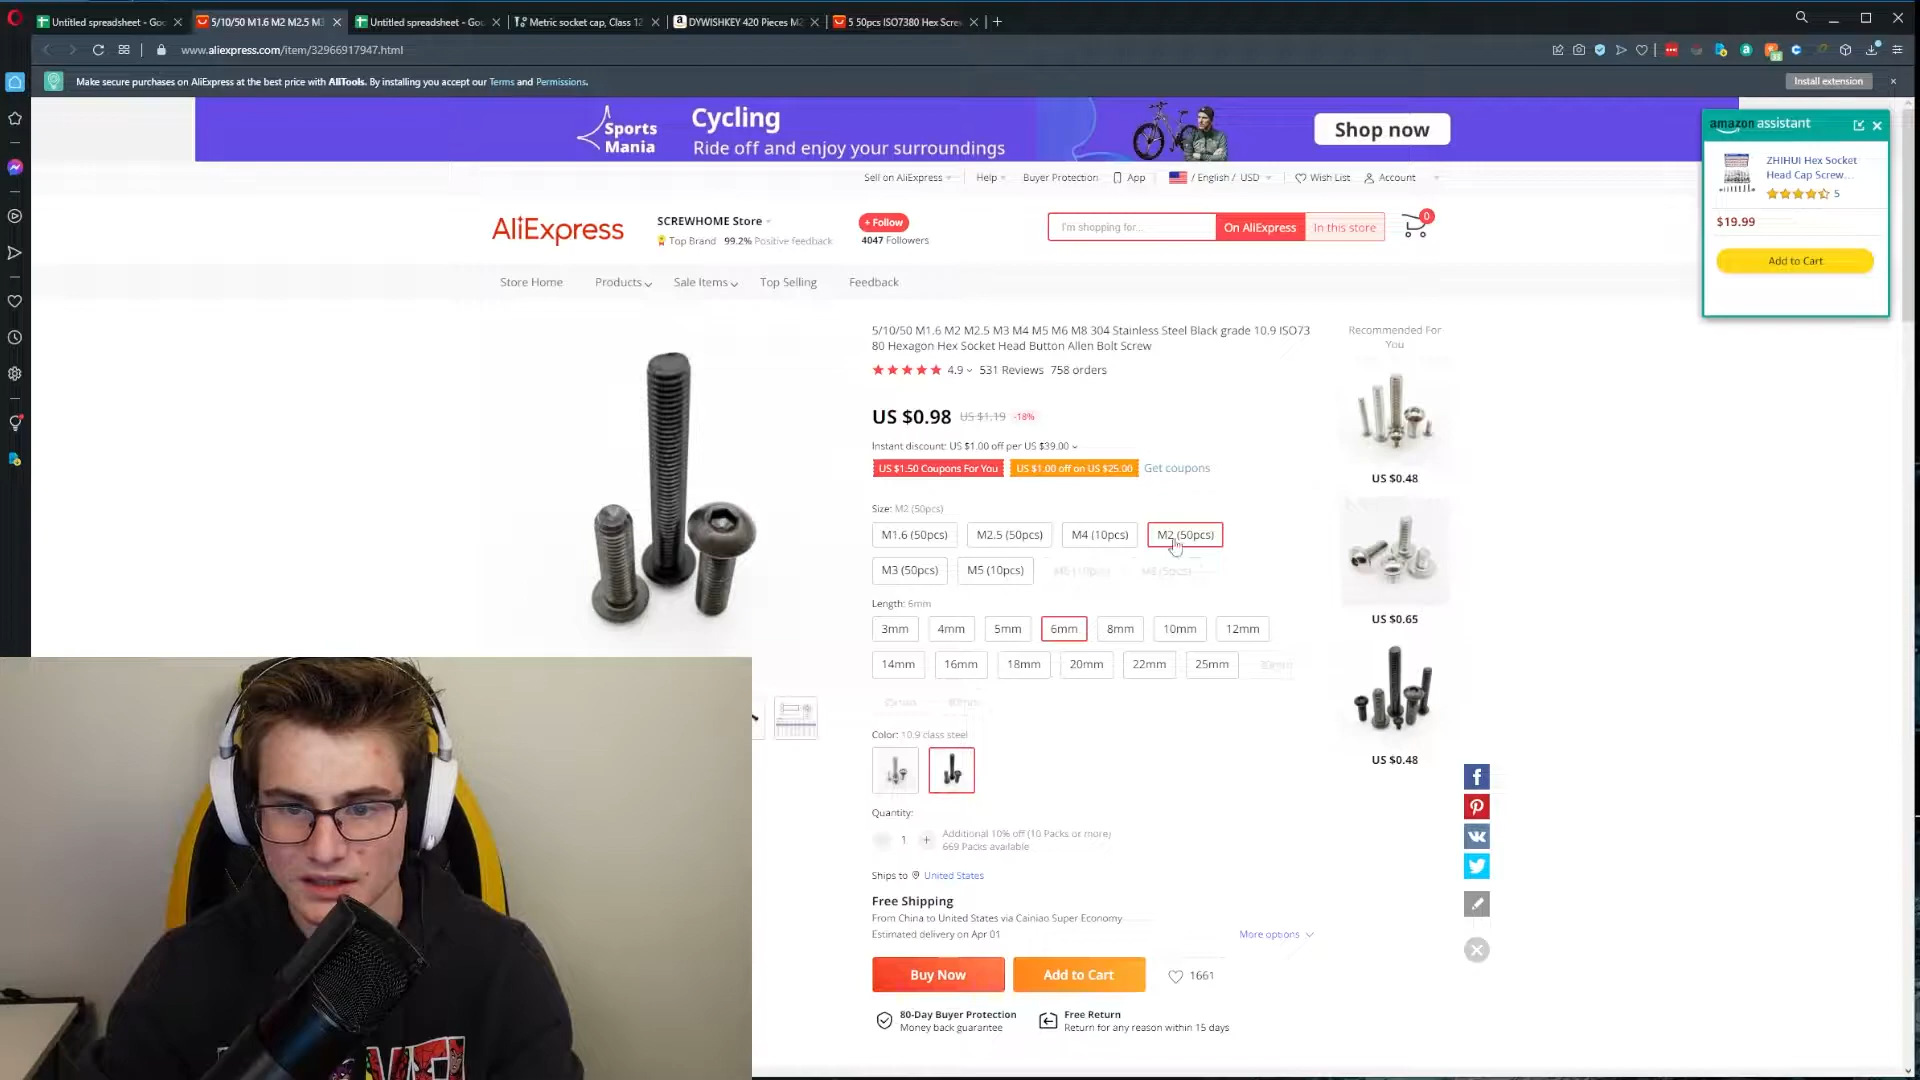 Untitled spreadsheet - Goo
5/10/50 M1.6 M2 M2.5 M3
Untitled spreadsheet - Goo
Metric socket cap, Class 12
DYWISHKEY 420 Pieces M2
5 50pcs ISO7380 Hex Screw
www.aliexpress.com/item/32966917947.html
Make secure purchases on AliExpress at the best price with AliTools. By installing you accept our Terms and Permissions.
Install extension
Sports Mania
Cycling
Ride off and enjoy your surroundings
Shop now
amazon assistant
ZHIHUI Hex Socket
Head Cap Screw...
5
$19.99
Add to Cart
Sell on AliExpress
Help
Buyer Protection
App
/ English / USD
Wish List
Account
AliExpress
SCREWHOME Store
Top Brand 99.2% Positive feedback
+ Follow
4047 Followers
I'm shopping for...
On AliExpress
In this store
0
Store Home
Products
Sale Items
Top Selling
Feedback
5/10/50 M1.6 M2 M2.5 M3 M4 M5 M6 M8 304 Stainless Steel Black grade 10.9 ISO73
80 Hexagon Hex Socket Head Button Allen Bolt Screw
4.9 531 Reviews 758 orders
US $0.98 US $1.19 -18%
Instant discount: US $1.00 off per US $39.00
US $1.50 Coupons For You
US $1.00 off on US $25.00
Get coupons
Size: M2 (50pcs)
M1.6 (50pcs)
M2.5 (50pcs)
M4 (10pcs)
M2 (50pcs)
M3 (50pcs)
M5 (10pcs)
Length: 6mm
3mm
4mm
5mm
6mm
8mm
10mm
12mm
14mm
16mm
18mm
20mm
22mm
25mm
Color: 10.9 class steel
Quantity:
1
+
Additional 10% off (10 Packs or more)
669 Packs available
Ships to United States
Free Shipping
From China to United States via Cainiao Super Economy
Estimated delivery on Apr 01
More options
Buy Now
Add to Cart
1661
80-Day Buyer Protection
Money back guarantee
Free Return
Return for any reason within 15 days
Recommended For
You
US $0.48
US $0.65
US $0.48